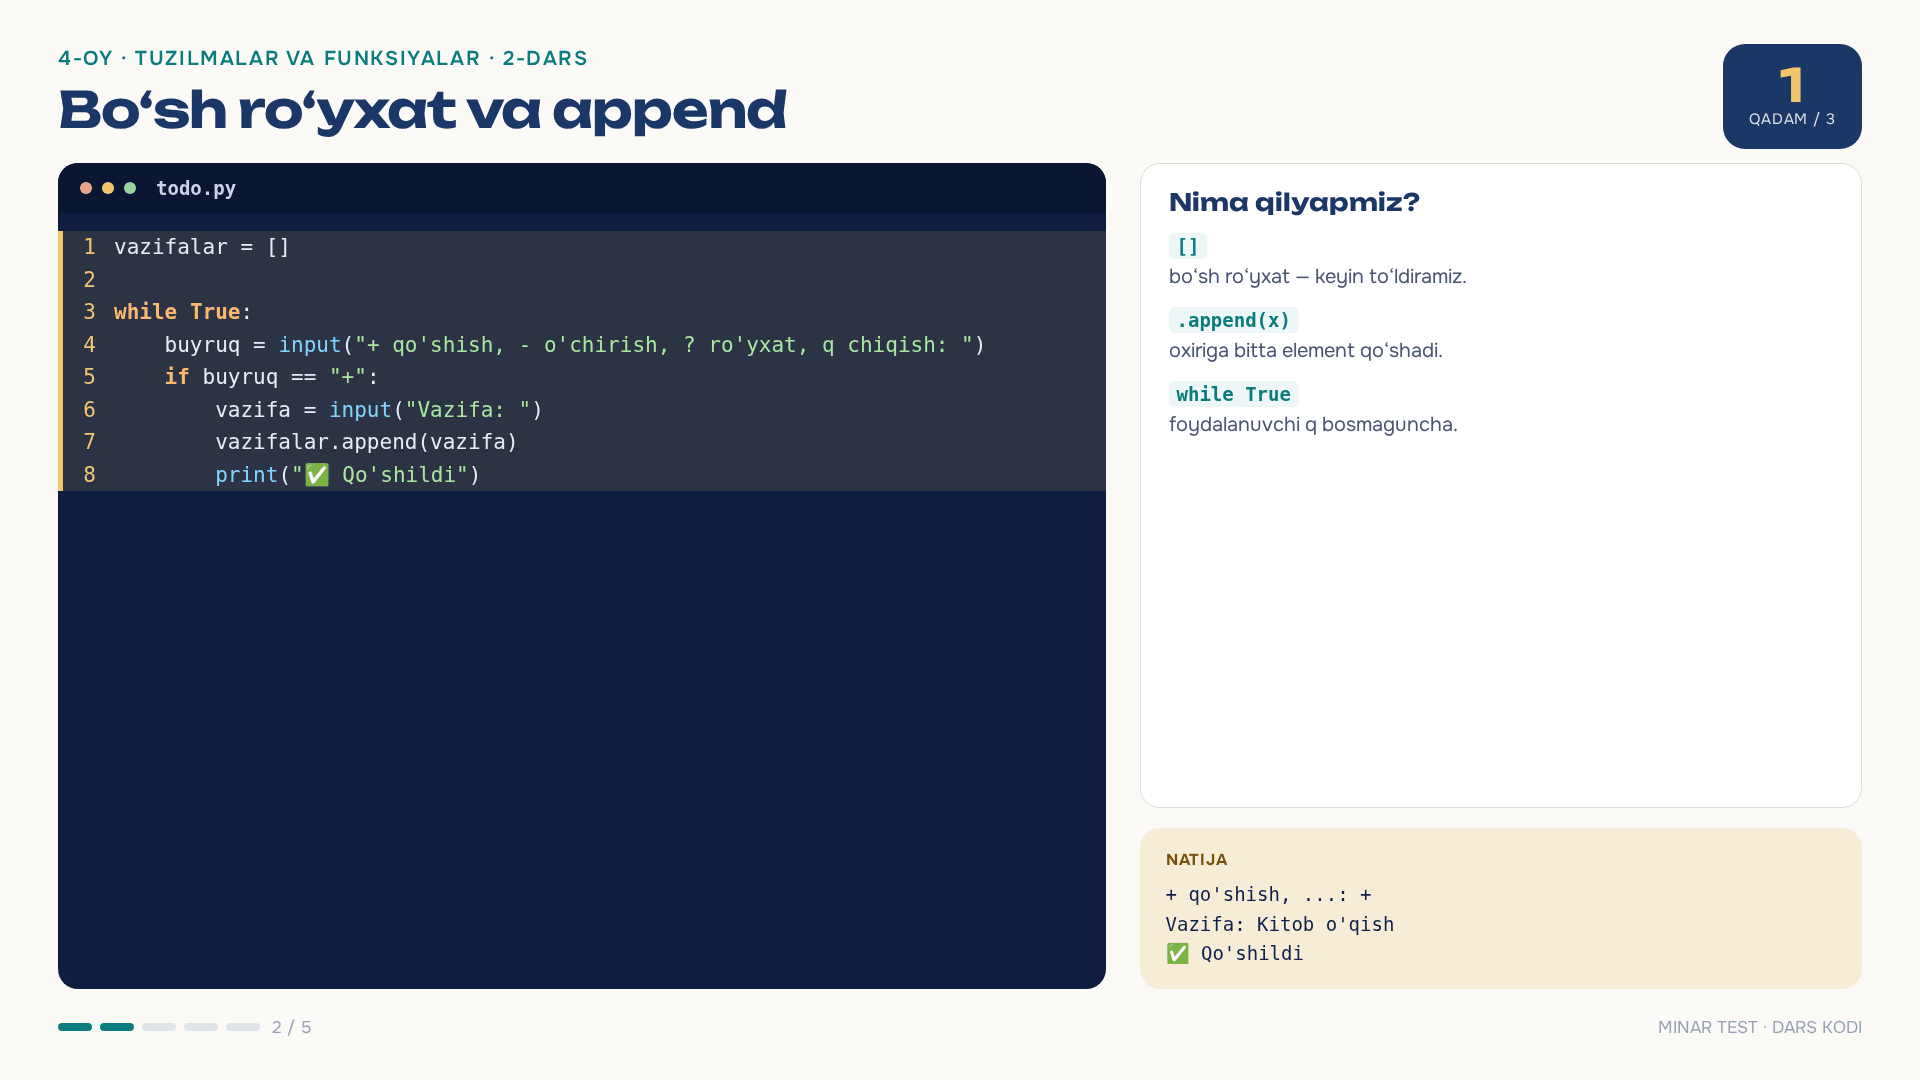 4-OY · TUZILMALAR VA FUNKSIYALAR · 2-DARS
Bo‘sh ro‘yxat va append
1
QADAM / 3
todo.py
1 vazifalar = []
2
3 while True:
4     buyruq = input("+ qo'shish, - o'chirish, ? ro'yxat, q chiqish: ")
5     if buyruq == "+":
6         vazifa = input("Vazifa: ")
7         vazifalar.append(vazifa)
8         print("✅ Qo'shildi")
Nima qilyapmiz?
[]
bo‘sh ro‘yxat — keyin to‘ldiramiz.
.append(x)
oxiriga bitta element qo‘shadi.
while True
foydalanuvchi q bosmaguncha.
NATIJA
+ qo'shish, ...: +
Vazifa: Kitob o'qish
✅ Qo'shildi
2 / 5
MINAR TEST · DARS KODI